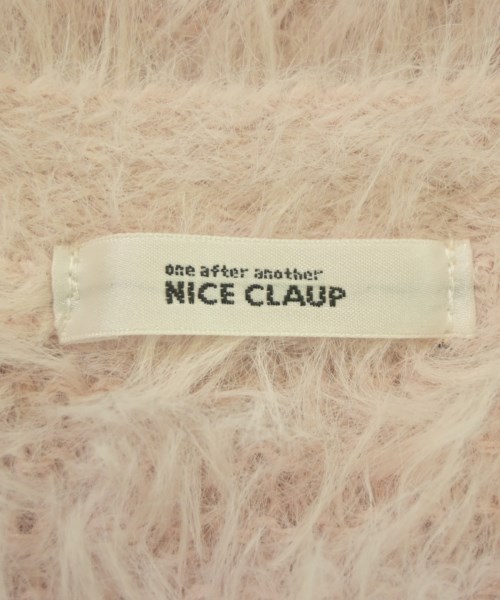 one after another
NICE CLAUP